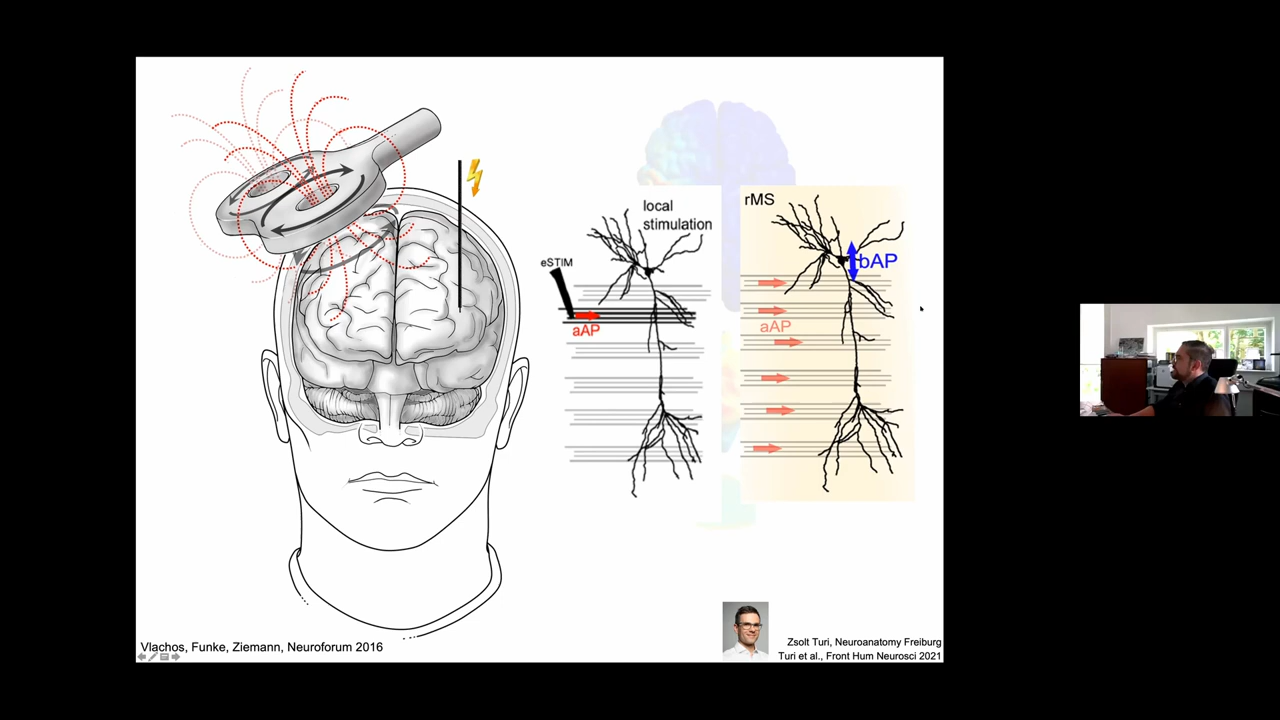 local
stimulation
eSTIM
aAP
rMS
bAP
aAP
Vlachos, Funke, Ziemann, Neuroforum 2016
Zsolt Turi, Neuroanatomy Freiburg
Turi et al., Front Hum Neurosci 2021